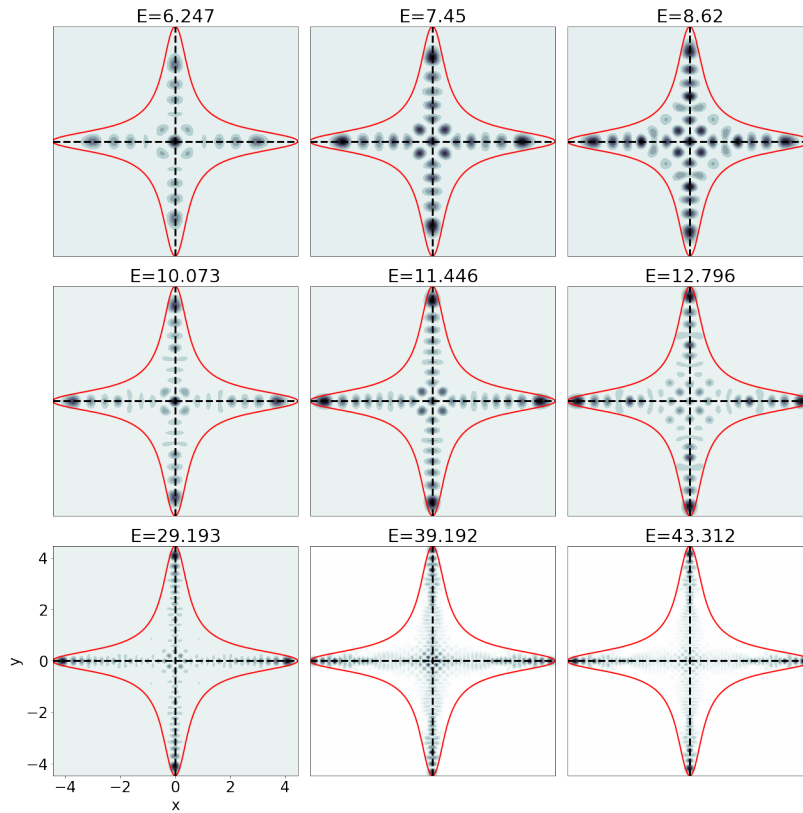 E=6.247
E=7.45
E=8.62
E=10.073
E=11.446
E=12.796
E=29.193
E=39.192
E=43.312
4
2
0
−2
−4
y
−4 −2 0 2 4
x